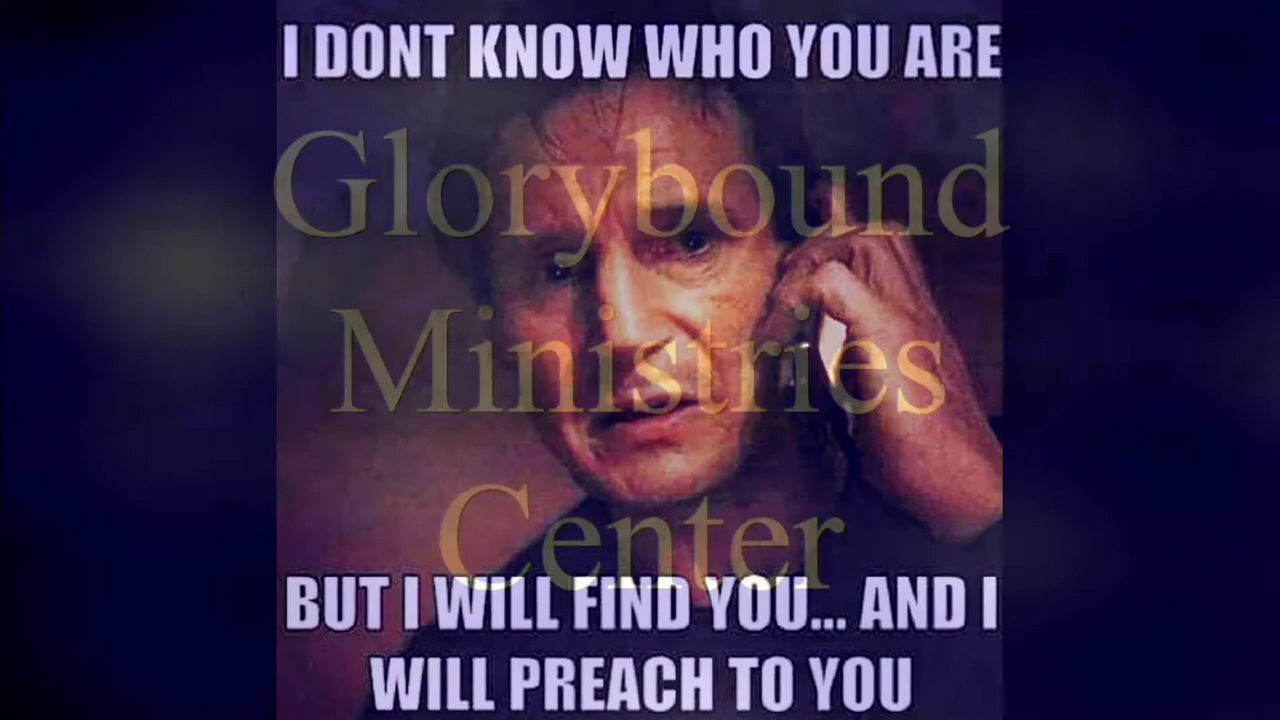 I DONT KNOW WHO YOU ARE
Glorybound
Ministries
Center
BUT I WILL FIND YOU... AND I
WILL PREACH TO YOU